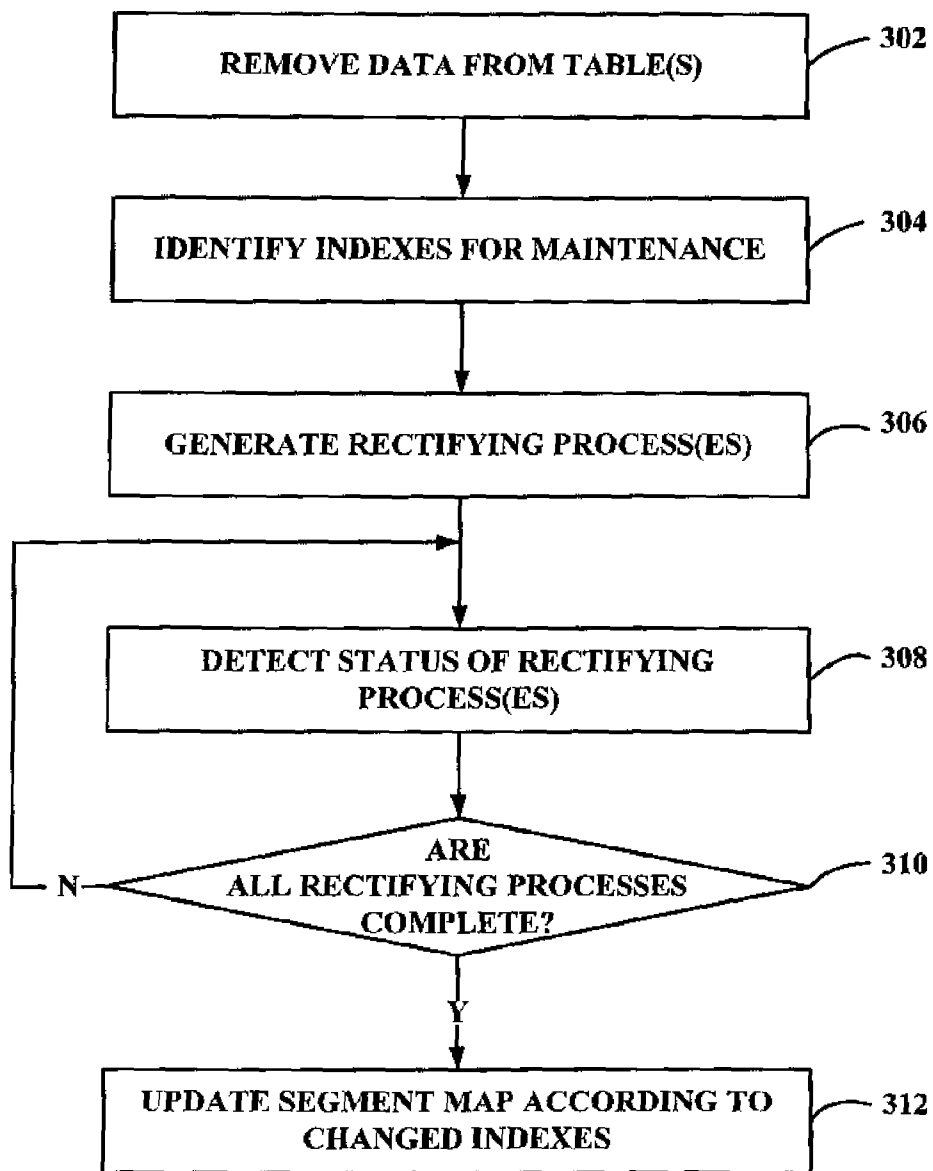 REMOVE DATA FROM TABLE(S)
302
IDENTIFY INDEXES FOR MAINTENANCE
304
GENERATE RECTIFYING PROCESS(ES)
306
DETECT STATUS OF RECTIFYING
PROCESS(ES)
308
ARE
ALL RECTIFYING PROCESSES
COMPLETE?
310
N
Y
UPDATE SEGMENT MAP ACCORDING TO
CHANGED INDEXES
312